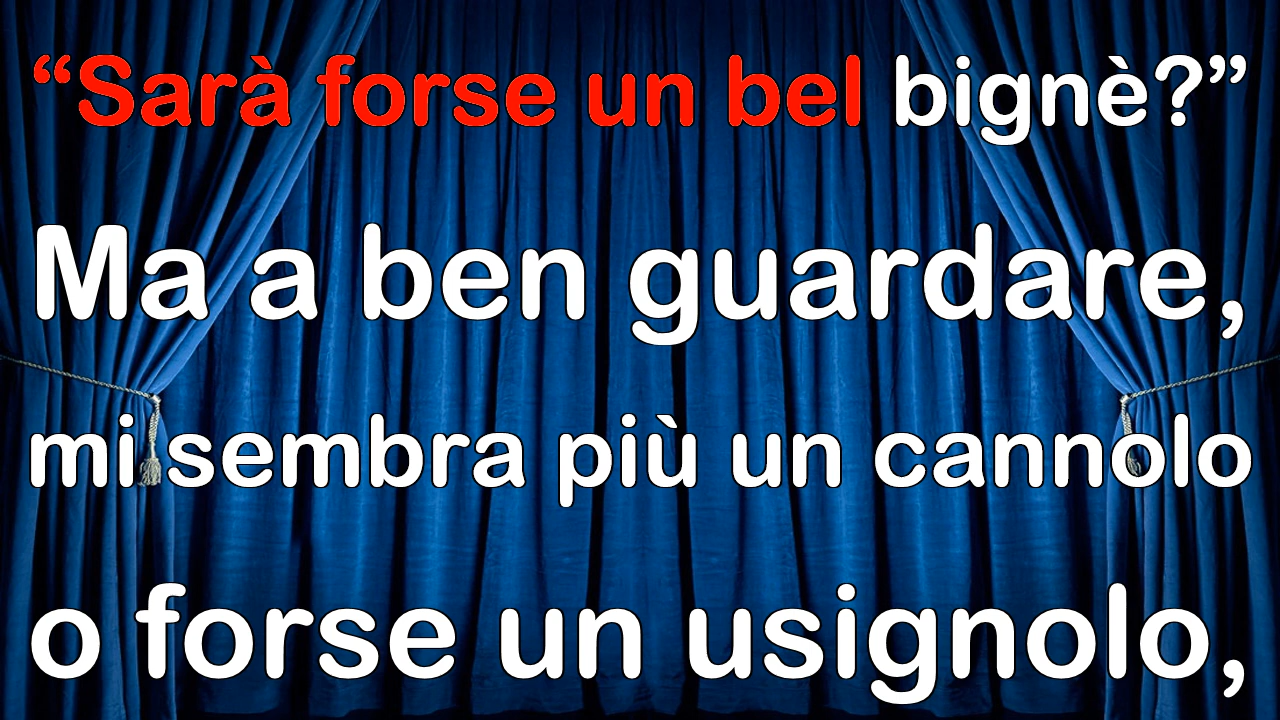 “Sarà forse un bel bignè?”
Ma a ben guardare,
mi sembra più un cannolo
o forse un usignolo,